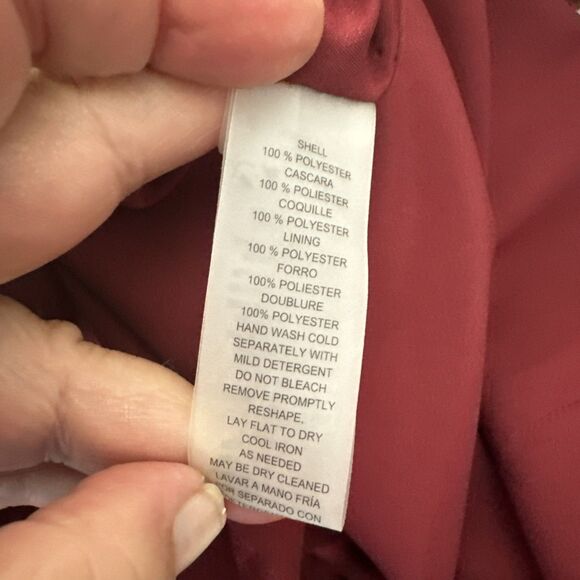 SHELL
100 % POLYESTER
CASCARA
100 % POLIESTER
COQUILLE
100 % POLYESTER
LINING
100 % POLYESTER
FORRO
100% POLIESTER
DOUBLURE
100% POLYESTER
HAND WASH COLD
SEPARATELY WITH
MILD DETERGENT
DO NOT BLEACH
REMOVE PROMPTLY
RESHAPE,
LAY FLAT TO DRY
COOL IRON
AS NEEDED
MAY BE DRY CLEANED
LAVAR A MANO FRÍA
SEPARADO CON